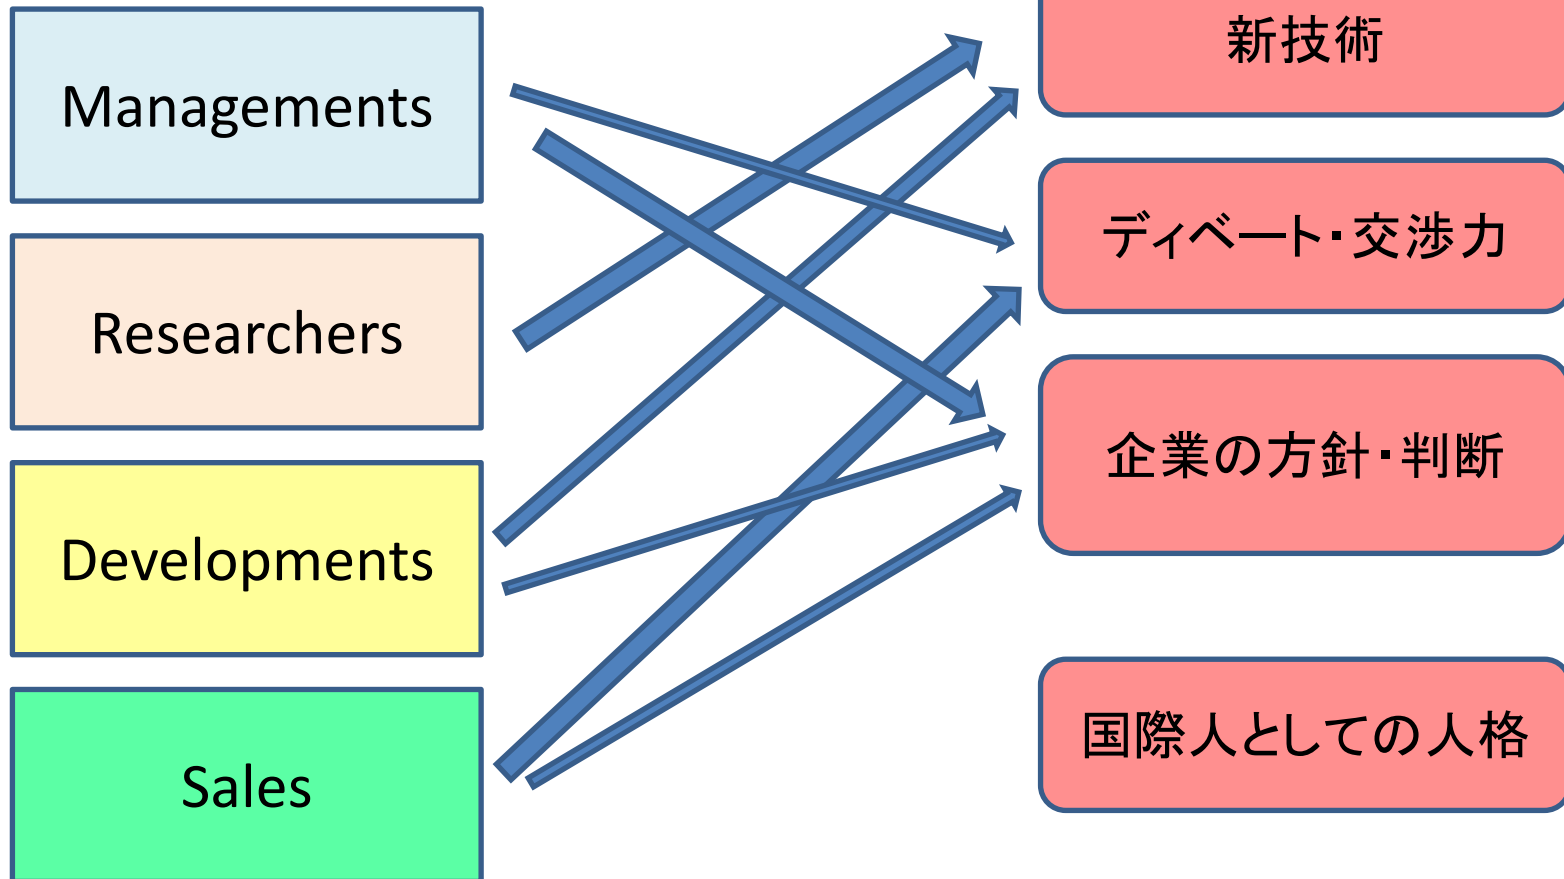 Managements
Researchers
Developments
Sales
新技術
ディベート・交渉力
企業の方針・判断
国際人としての人格